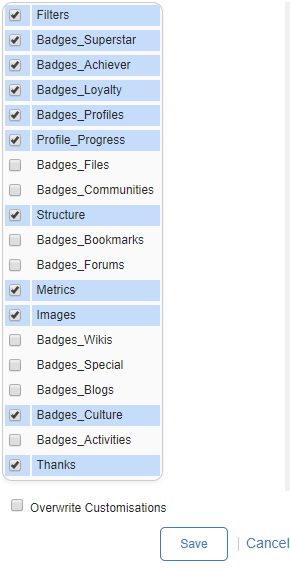 Filters
Badges_Superstar
Badges_Achiever
Badges_Loyalty
Badges_Profiles
Profile_Progress
Badges_Files
Badges_Communities
Structure
Badges_Bookmarks
Badges_Forums
Metrics
Images
Badges_Wikis
Badges_Special
Badges_Blogs
Badges_Culture
Badges_Activities
Thanks
Overwrite Customisations
Save | Cancel